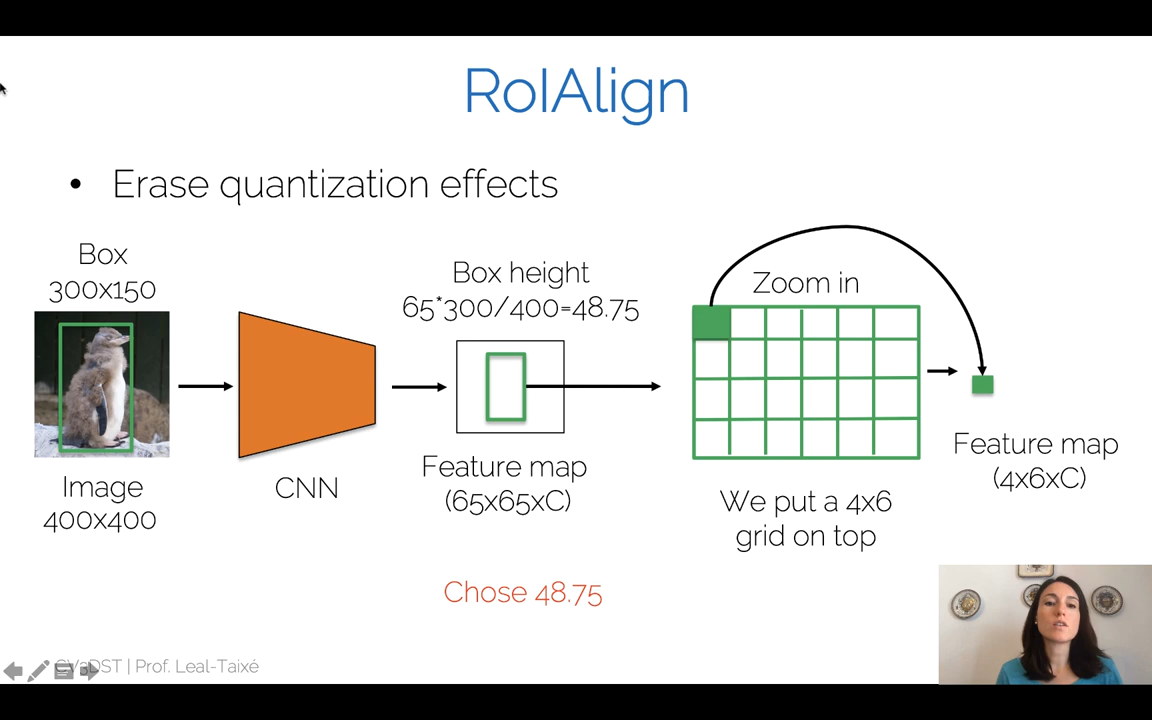 RoIAlign
• Erase quantization effects
Box
300x150
Image
400x400
CNN
Box height
65*300/400=48.75
Feature map
(65x65xC)
Zoom in
We put a 4x6
grid on top
Feature map
(4x6xC)
Chose 48.75
CV3DST | Prof. Leal-Taixé